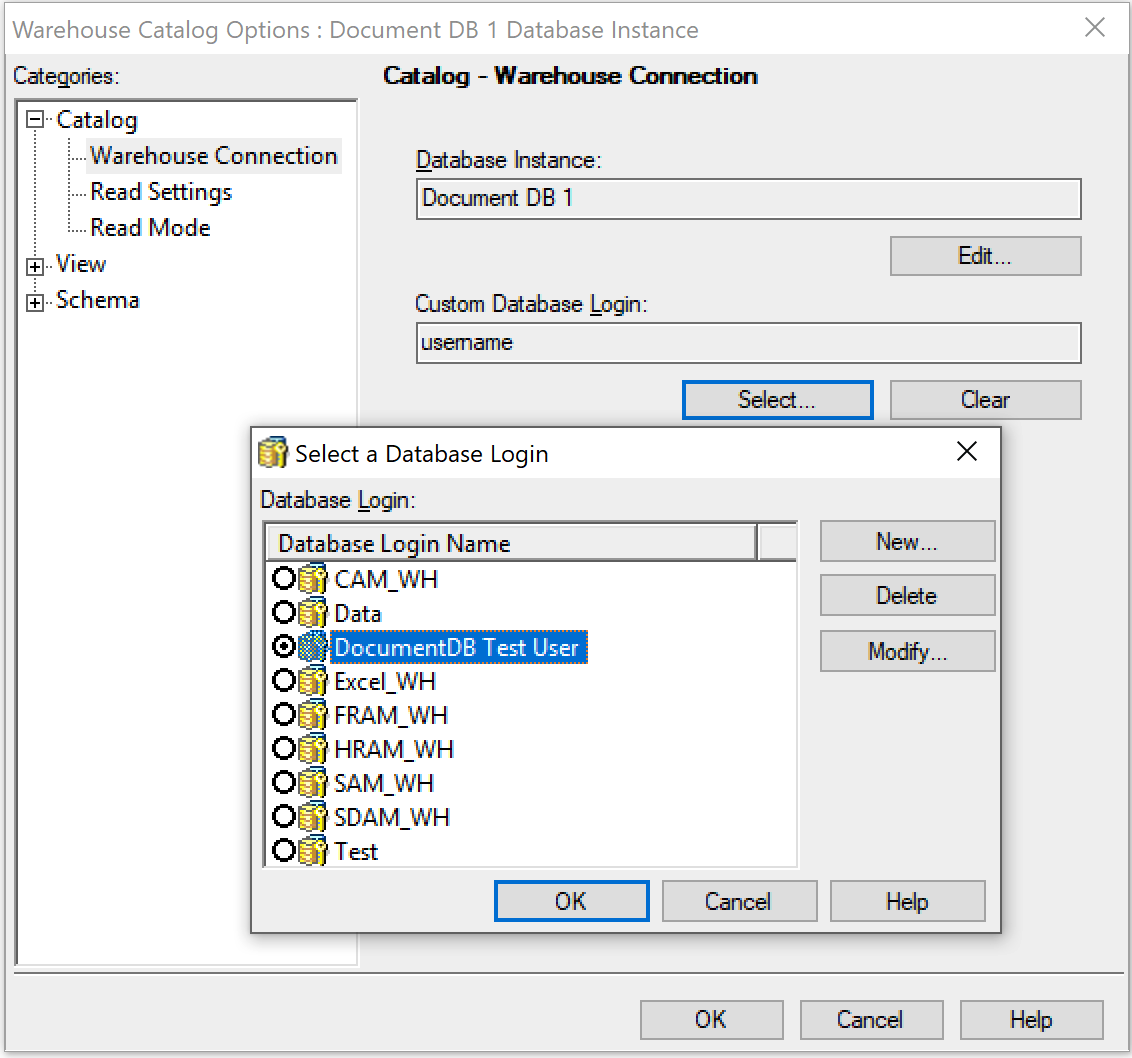 Warehouse Catalog Options : Document DB 1 Database Instance
Categories:
Catalog
Warehouse Connection
Read Settings
Read Mode
View
Schema
Catalog - Warehouse Connection
Database Instance:
Document DB 1
Edit...
Custom Database Login:
username
Select...
Clear
Select a Database Login
Database Login:
Database Login Name
CAM_WH
Data
DocumentDB Test User
Excel_WH
FRAM_WH
HRAM_WH
SAM_WH
SDAM_WH
Test
New...
Delete
Modify...
OK
Cancel
Help
OK
Cancel
Help